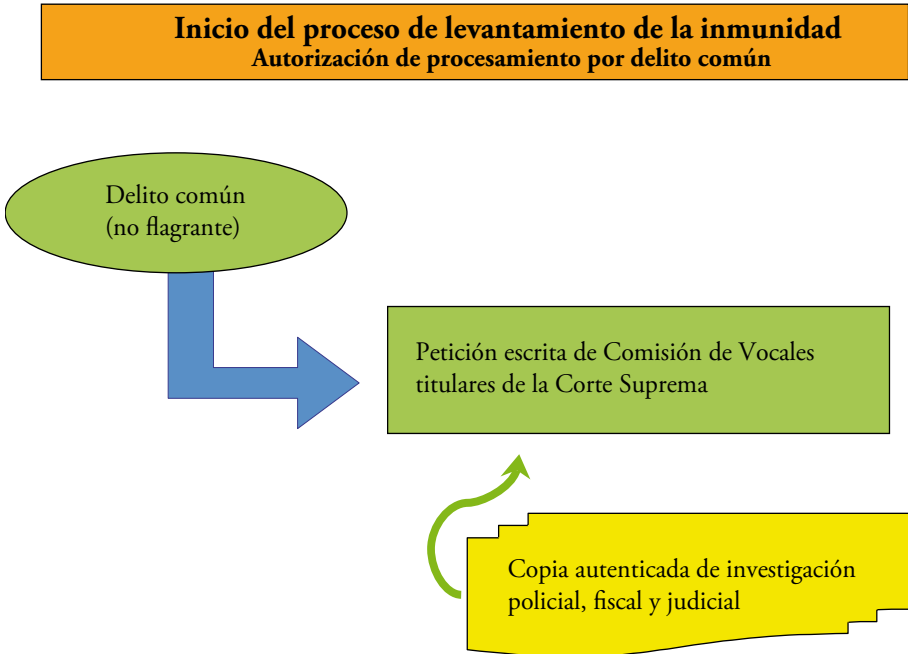 Inicio del proceso de levantamiento de la inmunidad
Autorización de procesamiento por delito común
Delito común
(no flagrante)
Petición escrita de Comisión de Vocales
titulares de la Corte Suprema
Copia autenticada de investigación
policial, fiscal y judicial